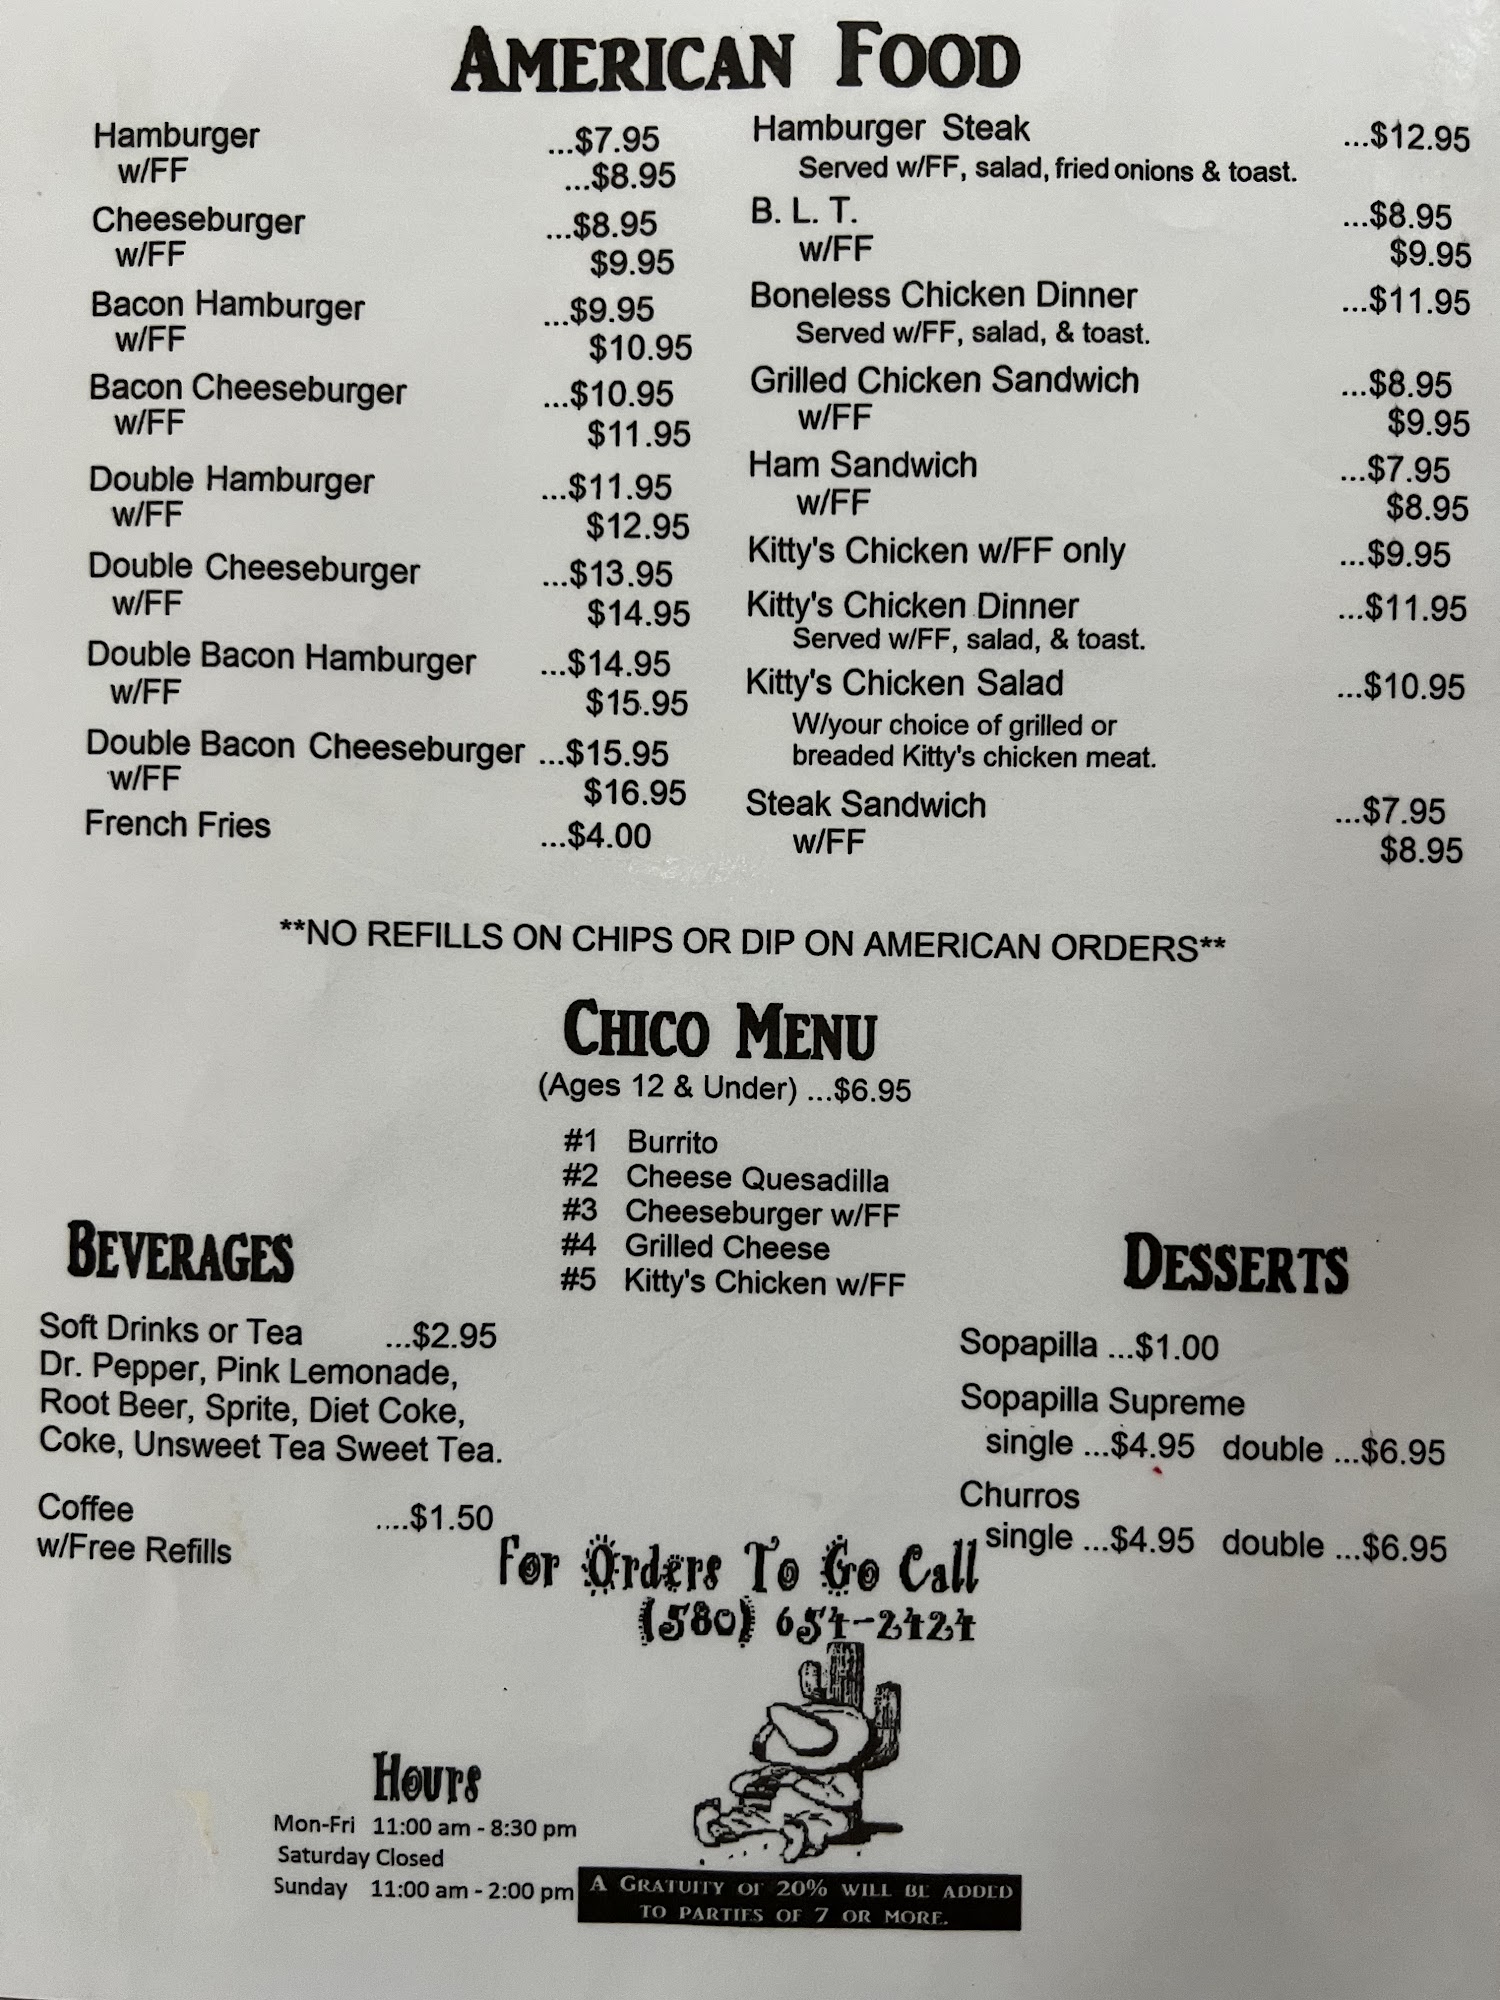 AMERICAN FOOD
Hamburger ...$7.95
w/FF ...$8.95
Cheeseburger ...$8.95
w/FF $9.95
Bacon Hamburger ...$9.95
w/FF $10.95
Bacon Cheeseburger ...$10.95
w/FF $11.95
Double Hamburger ...$11.95
w/FF $12.95
Double Cheeseburger ...$13.95
w/FF $14.95
Double Bacon Hamburger ...$14.95
w/FF $15.95
Double Bacon Cheeseburger ...$15.95
w/FF $16.95
French Fries ...$4.00
Hamburger Steak ...$12.95
Served w/FF, salad, fried onions & toast.
B. L. T. ...$8.95
w/FF $9.95
Boneless Chicken Dinner ...$11.95
Served w/FF, salad, & toast.
Grilled Chicken Sandwich ...$8.95
w/FF $9.95
Ham Sandwich ...$7.95
w/FF $8.95
Kitty's Chicken w/FF only ...$9.95
Kitty's Chicken Dinner ...$11.95
Served w/FF, salad, & toast.
Kitty's Chicken Salad ...$10.95
W/your choice of grilled or
breaded Kitty's chicken meat.
Steak Sandwich ...$7.95
w/FF $8.95
**NO REFILLS ON CHIPS OR DIP ON AMERICAN ORDERS**
CHICO MENU
(Ages 12 & Under) ...$6.95
#1 Burrito
#2 Cheese Quesadilla
#3 Cheeseburger w/FF
#4 Grilled Cheese
#5 Kitty's Chicken w/FF
BEVERAGES
Soft Drinks or Tea ...$2.95
Dr. Pepper, Pink Lemonade,
Root Beer, Sprite, Diet Coke,
Coke, Unsweet Tea Sweet Tea.
Coffee ....$1.50
w/Free Refills
DESSERTS
Sopapilla ...$1.00
Sopapilla Supreme
single ...$4.95 double ...$6.95
Churros
single ...$4.95 double ...$6.95
For Orders To Go Call
(580) 654-2424
Hours
Mon-Fri 11:00 am - 8:30 pm
Saturday Closed
Sunday 11:00 am - 2:00 pm
A GRATUITY OF 20% WILL BE ADDED
TO PARTIES OF 7 OR MORE.